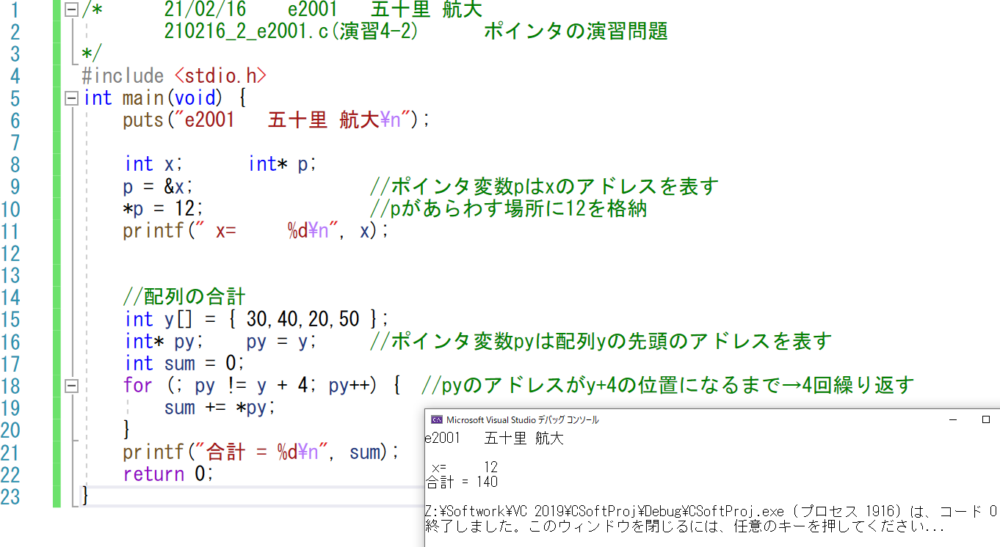 1 /* 21/02/16 e2001 五十里 航大
2 210216_2_e2001.c(演習4-2) ポインタの演習問題
3 */
4 #include <stdio.h>
5 int main(void) {
6 puts("e2001 五十里 航大¥n");
7
8 int x; int* p;
9 p = &x; //ポインタ変数pはxのアドレスを表す
10 *p = 12; //pがあらわす場所に12を格納
11 printf(" x= %d¥n", x);
12
13
14 //配列の合計
15 int y[] = { 30,40,20,50 };
16 int* py; py = y; //ポインタ変数pyは配列yの先頭のアドレスを表す
17 int sum = 0;
18 for (; py != y + 4; py++) { //pyのアドレスがy+4の位置になるまで→4回繰り返す
19 sum += *py;
20 }
21 printf("合計 = %d¥n", sum);
22 return 0;
23 }
Microsoft Visual Studio デバッグ コンソール
e2001 五十里 航大
x= 12
合計 = 140
Z:¥Softwork¥VC 2019¥CSoftProj¥Debug¥CSoftProj.exe (プロセス 1916) は、コード 0
終了しました。このウィンドウを閉じるには、任意のキーを押してください...